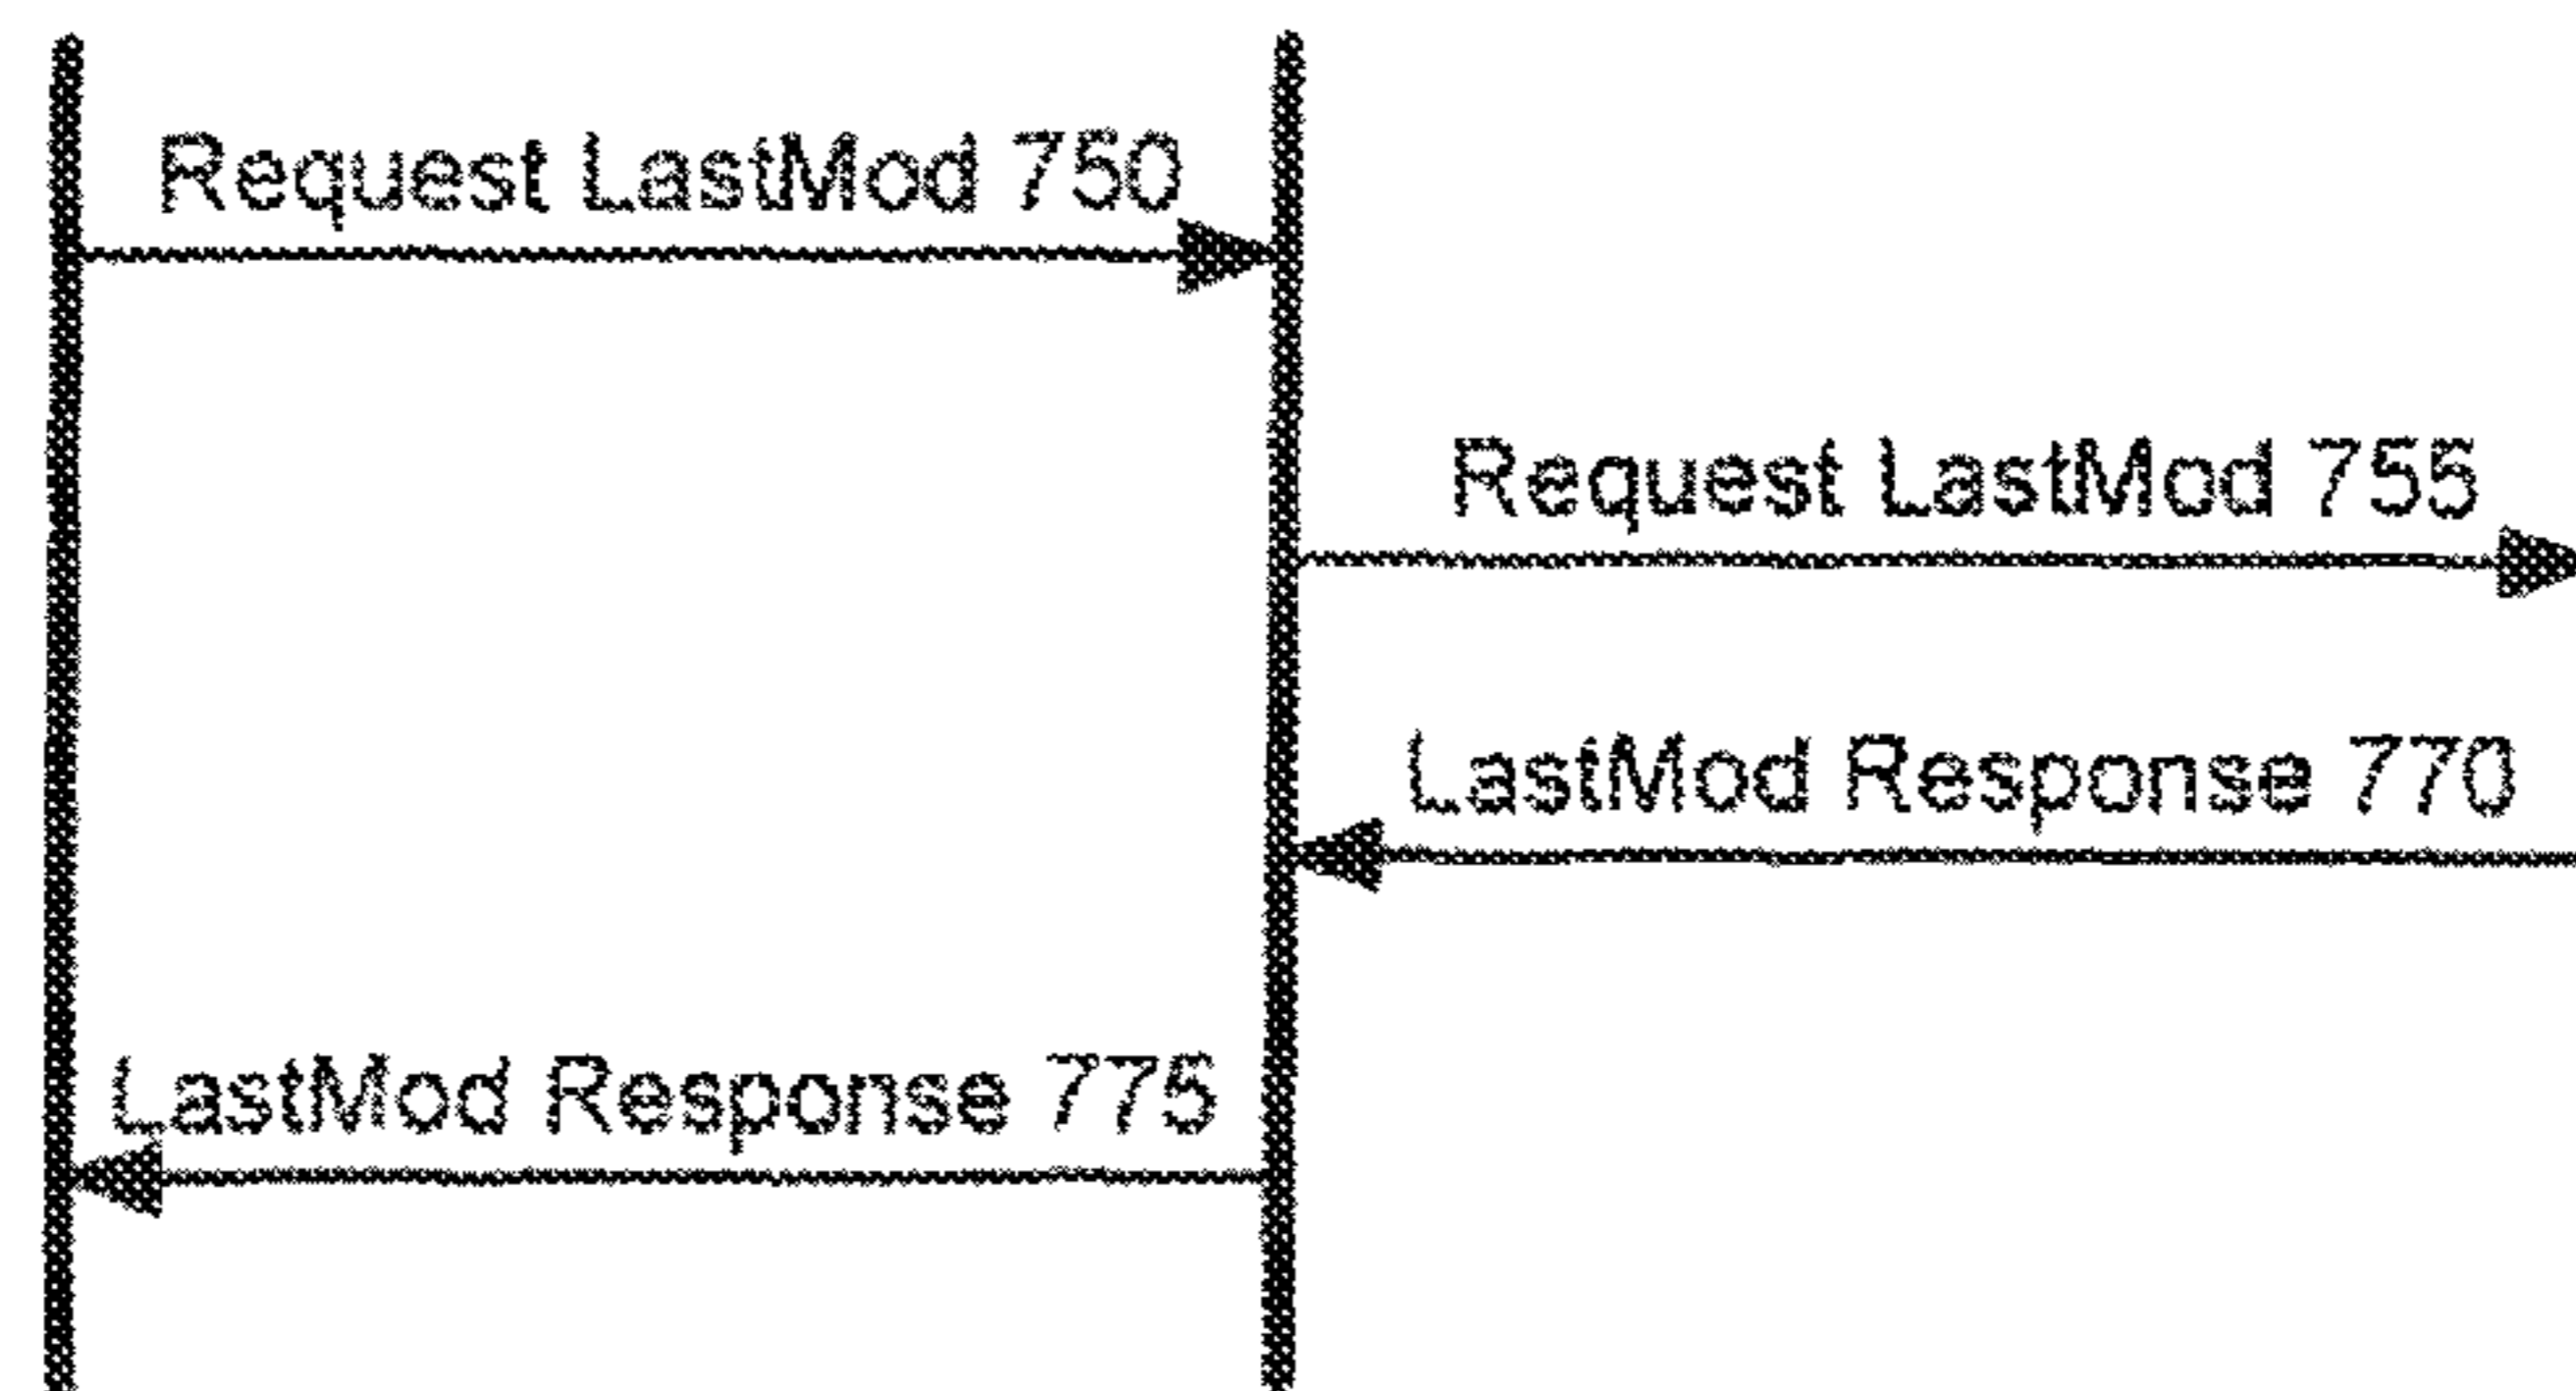 Request LastMod 750
Request LastMod 755
LastMod Response 770
LastMod Response 775